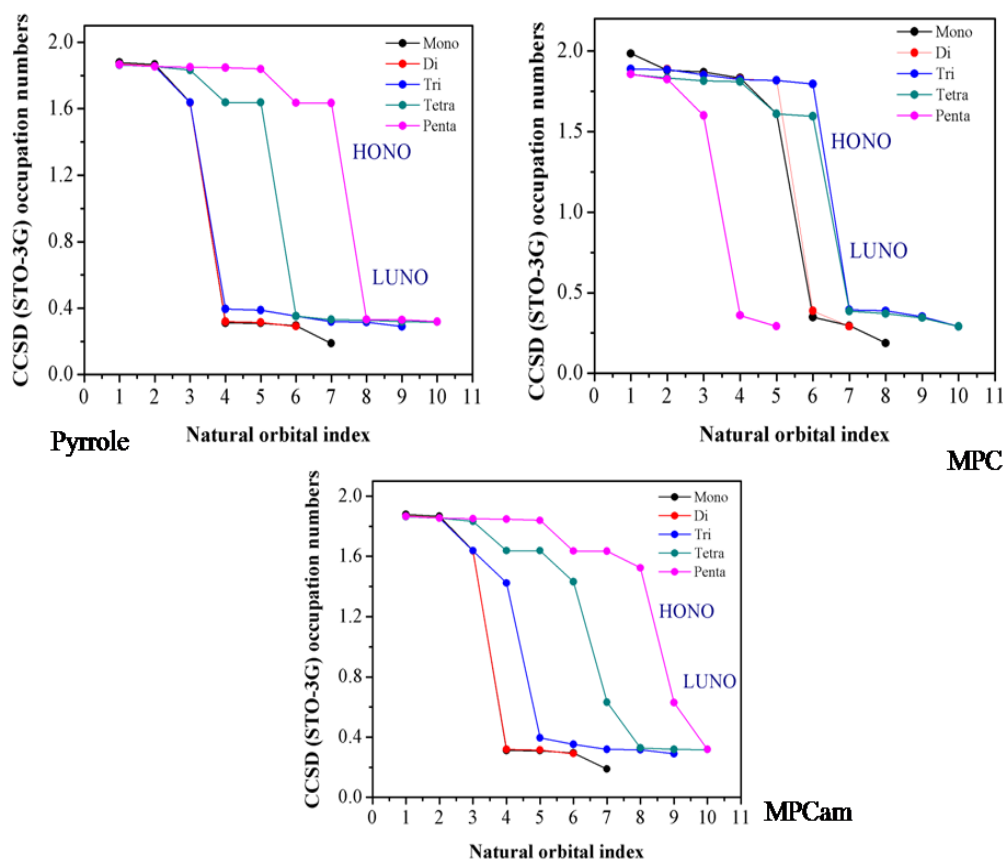 CCSD (STO-3G) occupation numbers
2.0
1.6
1.2
0.8
0.4
0.0
Mono
Di
Tri
Tetra
Penta
HONO
LUNO
0 1 2 3 4 5 6 7 8 9 10 11
Natural orbital index
Pyrrole
CCSD (STO-3G) occupation numbers
2.0
1.5
1.0
0.5
0.0
Mono
Di
Tri
Tetra
Penta
HONO
LUNO
0 1 2 3 4 5 6 7 8 9 10 11
Natural orbital index
MPC
CCSD (STO-3G) occupation numbers
2.0
1.6
1.2
0.8
0.4
0.0
Mono
Di
Tri
Tetra
Penta
HONO
LUNO
0 1 2 3 4 5 6 7 8 9 10 11
Natural orbital index
MPCam